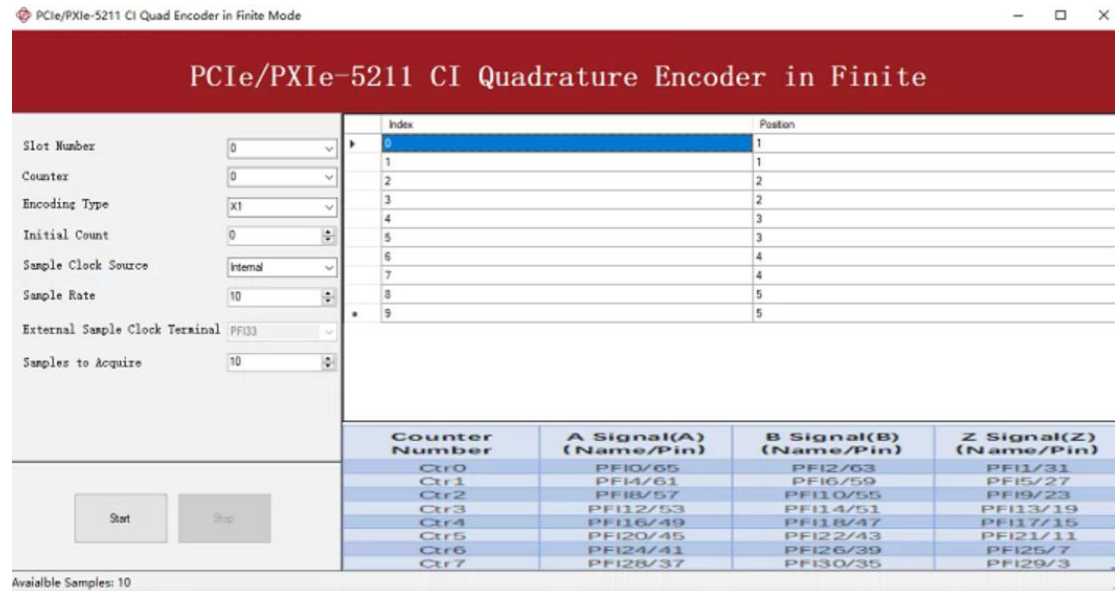 PCIe/PXIe-5211 CI Quad Encoder in Finite Mode
PCIe/PXIe-5211 CI Quadrature Encoder in Finite
Slot Number 0
Counter 0
Encoding Type X1
Initial Count 0
Sample Clock Source Internal
Sample Rate 10
External Sample Clock Terminal PFI33
Samples to Acquire 10
Start Stop
Index Position
0 1
1 1
2 2
3 2
4 3
5 3
6 4
7 4
8 5
9 5
Counter A Signal(A) B Signal(B) Z Signal(Z)
Number (Name/Pin) (Name/Pin) (Name/Pin)
Ctr0 PFI0/65 PFI2/63 PFI1/31
Ctr1 PFI4/61 PFI6/59 PFI5/27
Ctr2 PFI8/57 PFI10/55 PFI9/23
Ctr3 PFI12/53 PFI14/51 PFI13/19
Ctr4 PFI16/49 PFI18/47 PFI17/15
Ctr5 PFI20/45 PFI22/43 PFI21/11
Ctr6 PFI24/41 PFI26/39 PFI25/7
Ctr7 PFI28/37 PFI30/35 PFI29/3
Avaialble Samples: 10